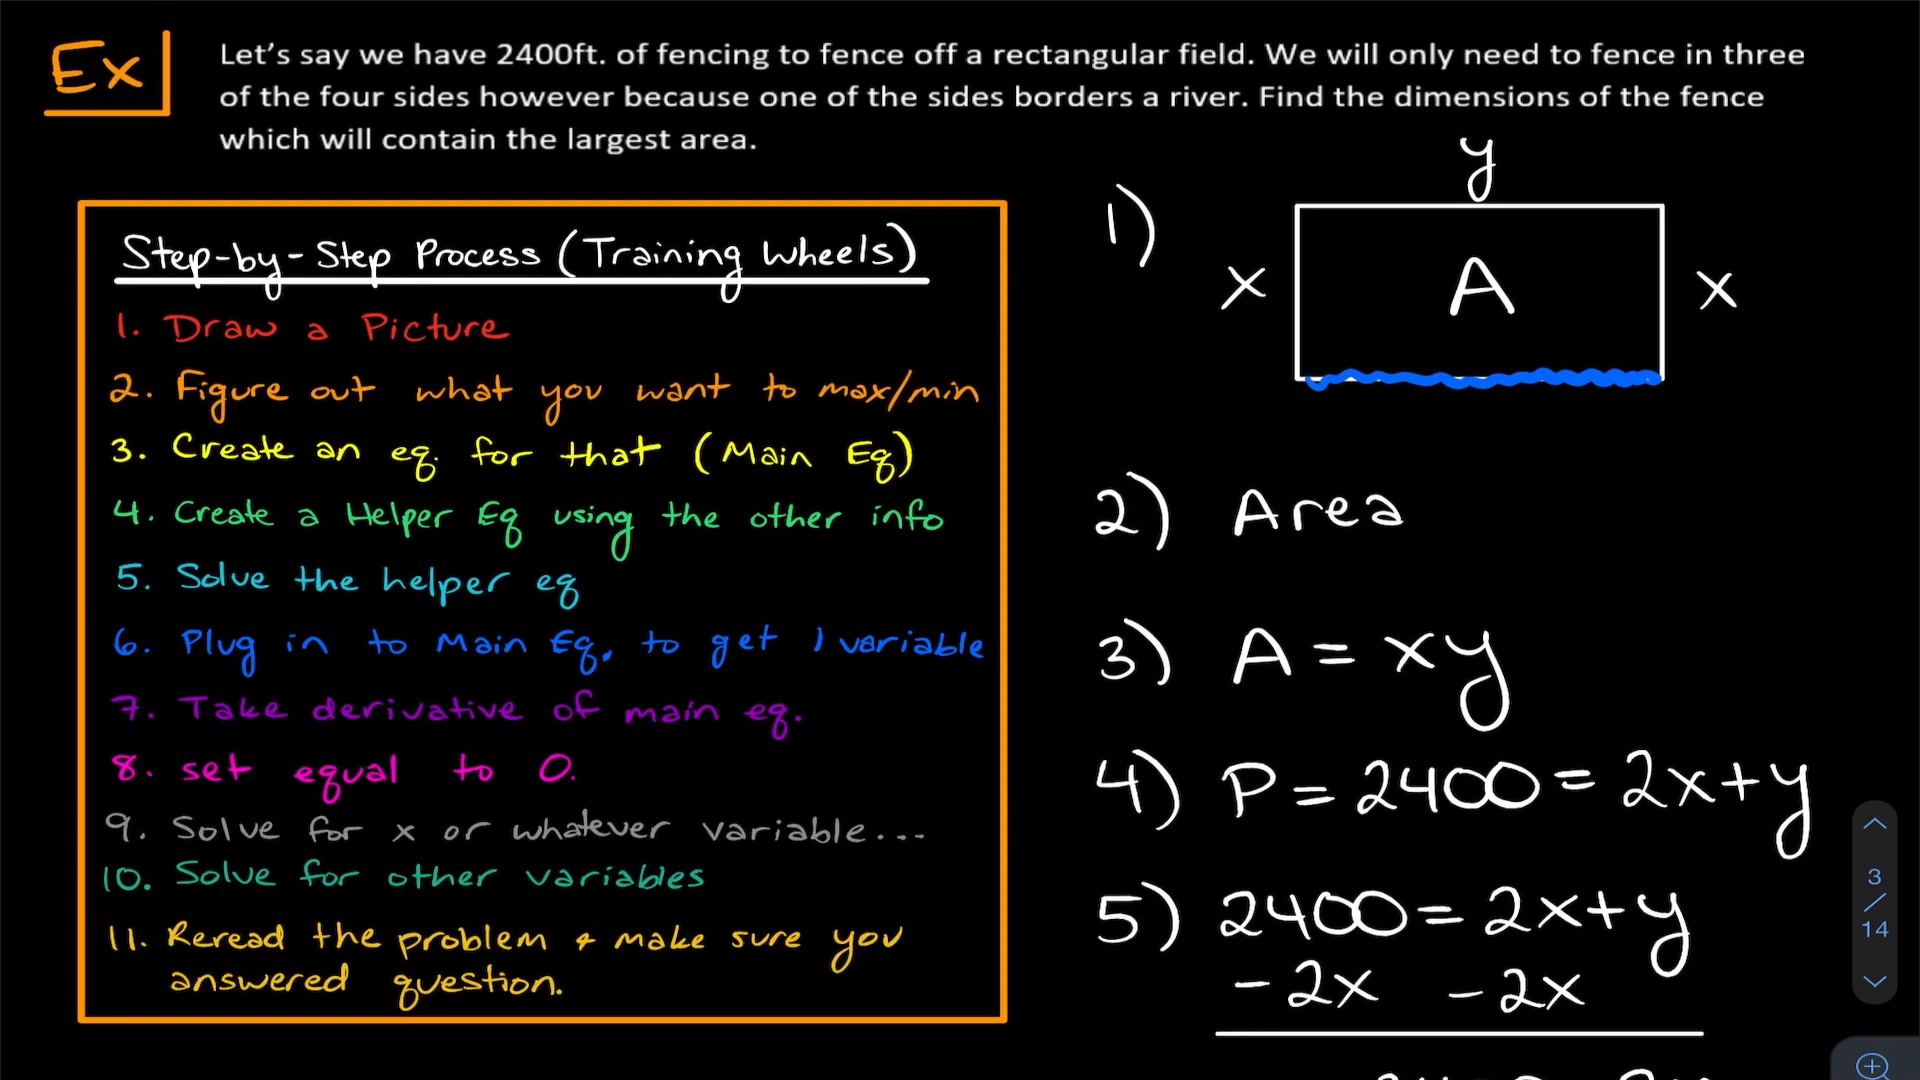 Ex
Let's say we have 2400ft. of fencing to fence off a rectangular field. We will only need to fence in three
of the four sides however because one of the sides borders a river. Find the dimensions of the fence
which will contain the largest area.
Step-by-Step Process (Training Wheels)
1. Draw a Picture
2. Figure out what you want to max/min
3. Create an eq. for that (Main Eq)
4. Create a Helper Eq using the other info
5. Solve the helper eq
6. Plug in to Main Eq. to get 1 variable
7. Take derivative of main eq.
8. set equal to 0.
9. Solve for x or whatever variable...
10. Solve for other variables
11. Reread the problem & make sure you
answered question.
1)
y
x
A
x
2) Area
3) A = xy
4) P = 2400 = 2x+y
5) 2400 = 2x+y
-2x -2x
3
/
14